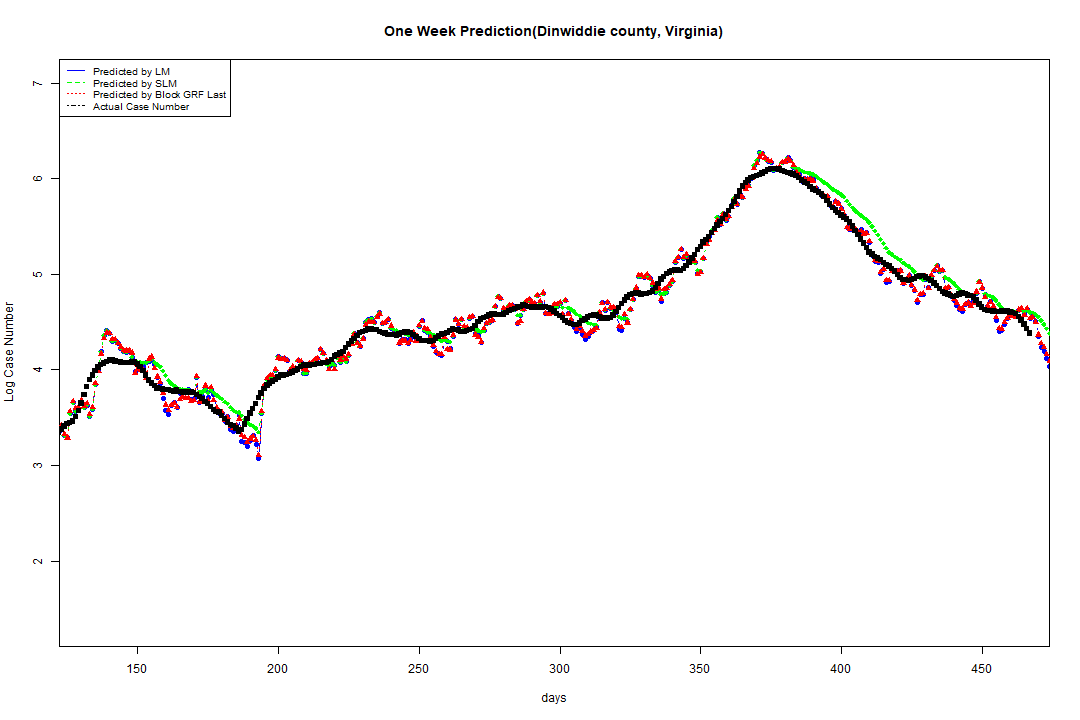 One Week Prediction(Dinwiddie county, Virginia)
Predicted by LM
Predicted by SLM
Predicted by Block GRF Last
Actual Case Number
7
6
5
4
3
2
Log Case Number
150 200 250 300 350 400 450
days